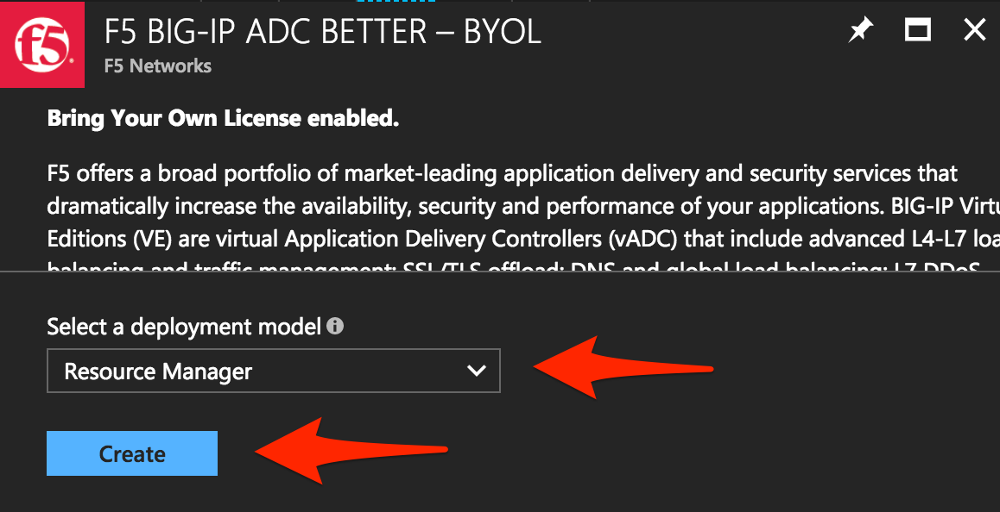 f5
F5 BIG-IP ADC BETTER – BYOL
F5 Networks
Bring Your Own License enabled.
F5 offers a broad portfolio of market-leading application delivery and security services that
dramatically increase the availability, security and performance of your applications. BIG-IP Virtu
Editions (VE) are virtual Application Delivery Controllers (vADC) that include advanced L4-L7 loa
balancing and traffic management; SSL/TLS offload; DNS and global load balancing; L7 DDoS
Select a deployment model
Resource Manager
Create